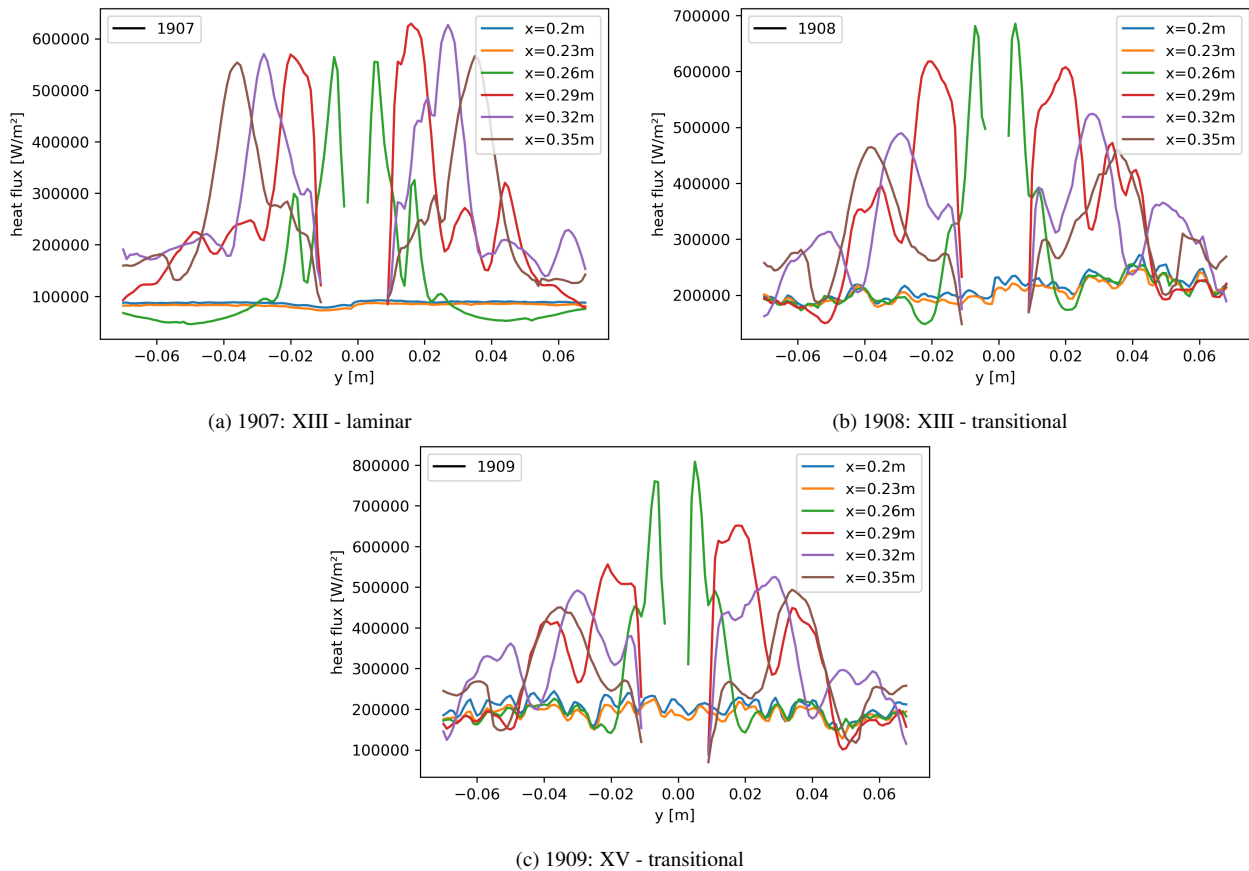 1907
x=0.2m
x=0.23m
x=0.26m
x=0.29m
x=0.32m
x=0.35m
heat flux [W/m²]
600000
500000
400000
300000
200000
100000
−0.06 −0.04 −0.02 0.00 0.02 0.04 0.06
y [m]
(a) 1907: XIII - laminar
1908
x=0.2m
x=0.23m
x=0.26m
x=0.29m
x=0.32m
x=0.35m
heat flux [W/m²]
700000
600000
500000
400000
300000
200000
−0.06 −0.04 −0.02 0.00 0.02 0.04 0.06
y [m]
(b) 1908: XIII - transitional
1909
x=0.2m
x=0.23m
x=0.26m
x=0.29m
x=0.32m
x=0.35m
heat flux [W/m²]
800000
700000
600000
500000
400000
300000
200000
100000
−0.06 −0.04 −0.02 0.00 0.02 0.04 0.06
y [m]
(c) 1909: XV - transitional